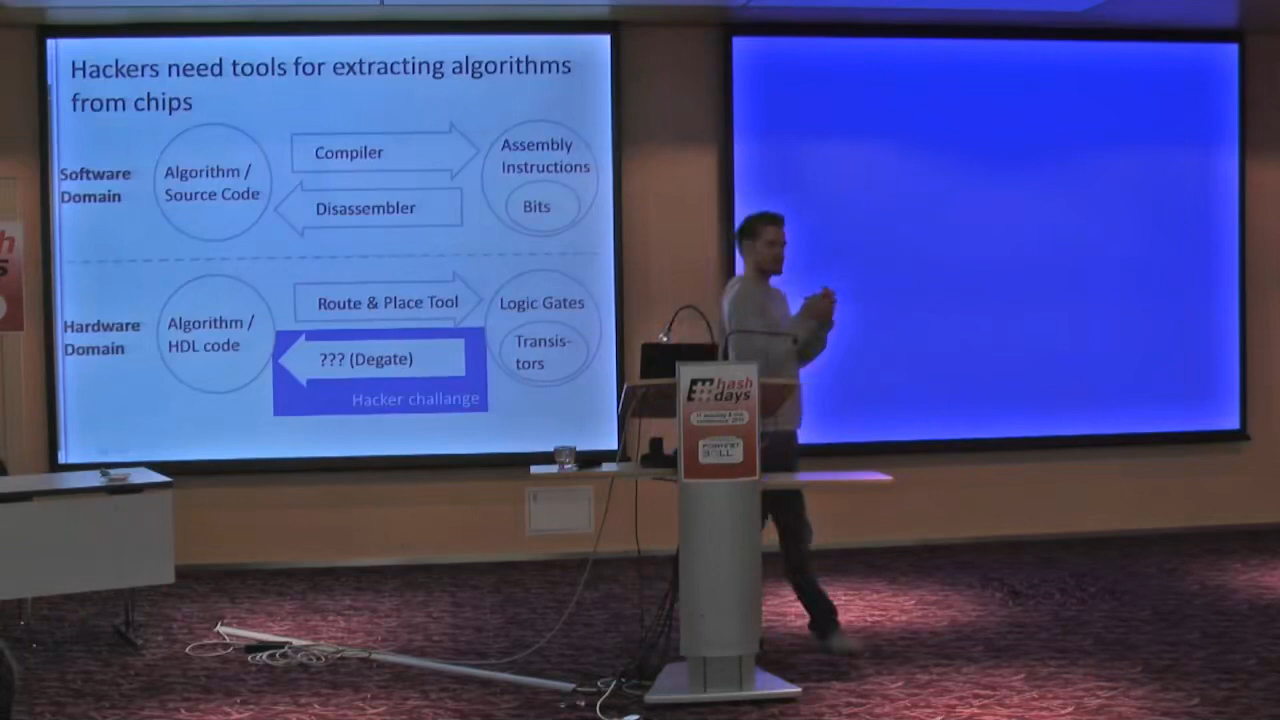 Hackers need tools for extracting algorithms
from chips
Software
Domain
Algorithm /
Source Code
Compiler
Disassembler
Assembly
Instructions
Bits
Hardware
Domain
Algorithm /
HDL code
Route & Place Tool
??? (Degate)
Hacker challange
Logic Gates
Transis-
tors
#hash
days